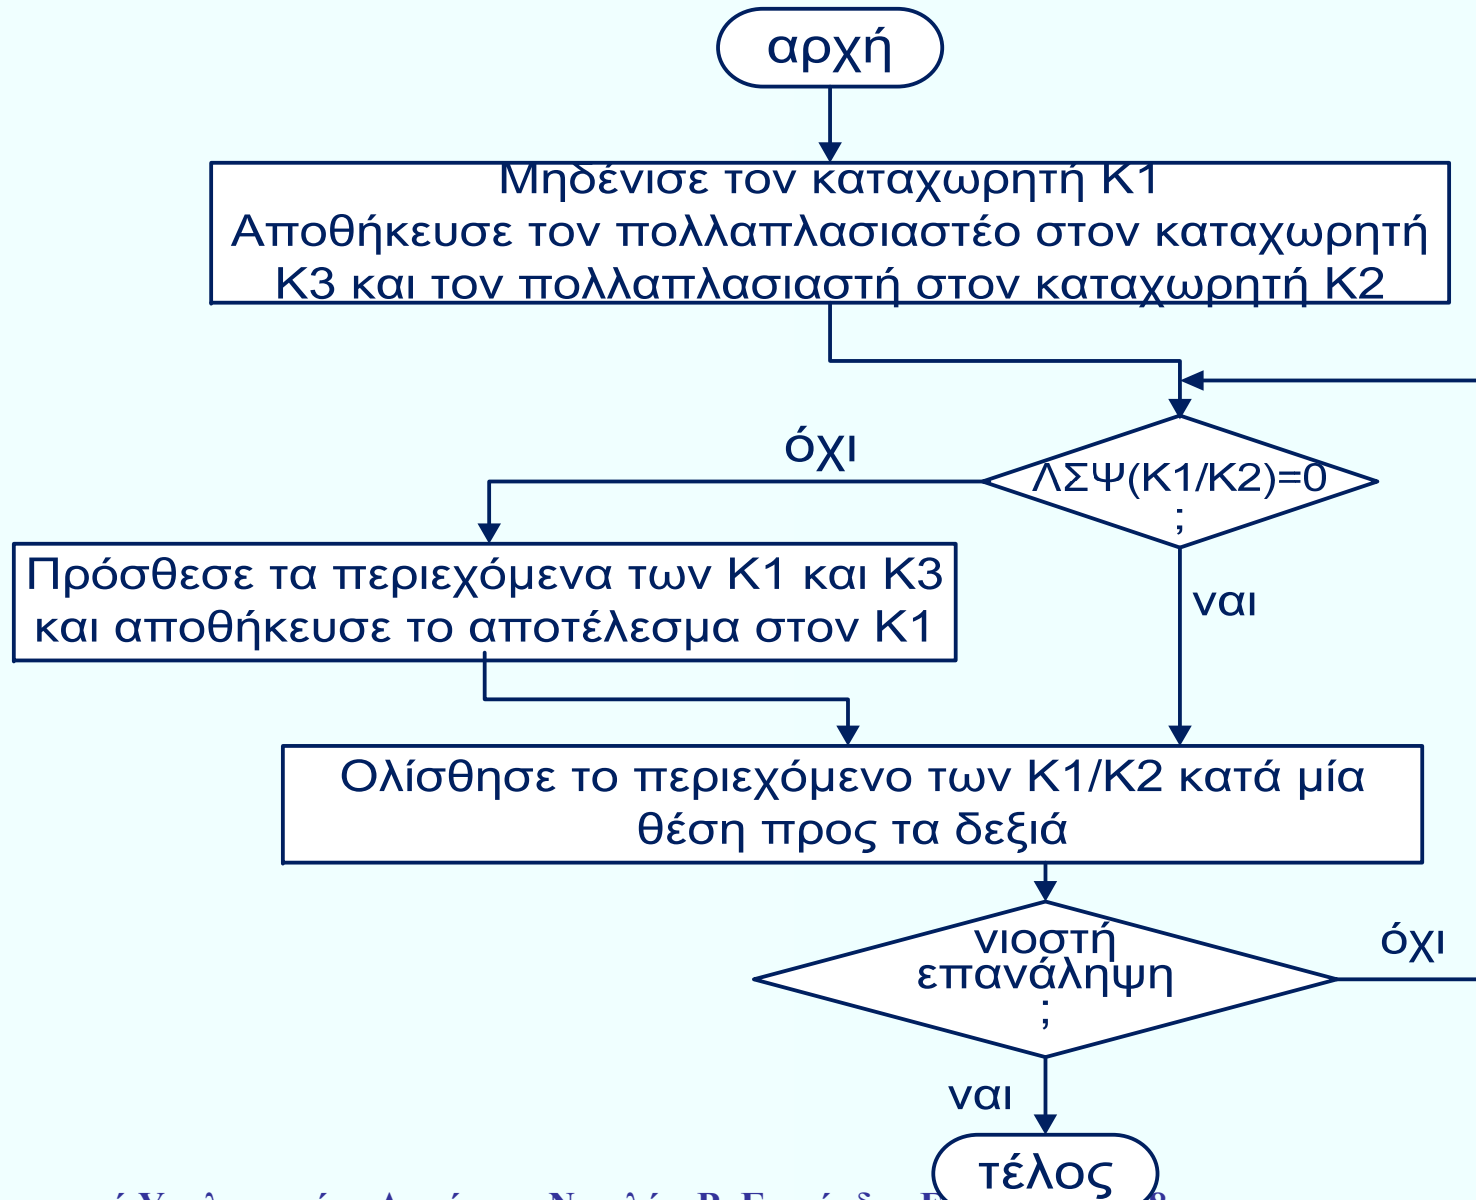 αρχή
Μηδένισε τον καταχωρητή Κ1
Αποθήκευσε τον πολλαπλασιαστέο στον καταχωρητή
Κ3 και τον πολλαπλασιαστή στον καταχωρητή Κ2
ΛΣΨ(Κ1/Κ2)=0
;
όχι
ναι
Πρόσθεσε τα περιεχόμενα των Κ1 και Κ3
και αποθήκευσε το αποτέλεσμα στον Κ1
Ολίσθησε το περιεχόμενο των Κ1/Κ2 κατά μία
θέση προς τα δεξιά
νιοστή
επανάληψη
;
όχι
ναι
τέλος